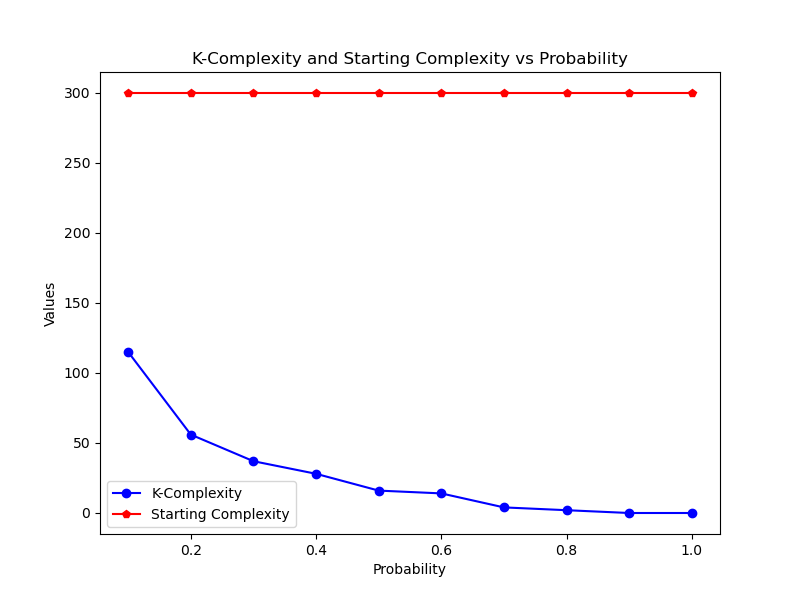 K-Complexity and Starting Complexity vs Probability
300
250
200
150
100
50
0
Values
K-Complexity
Starting Complexity
0.2
0.4
0.6
0.8
1.0
Probability